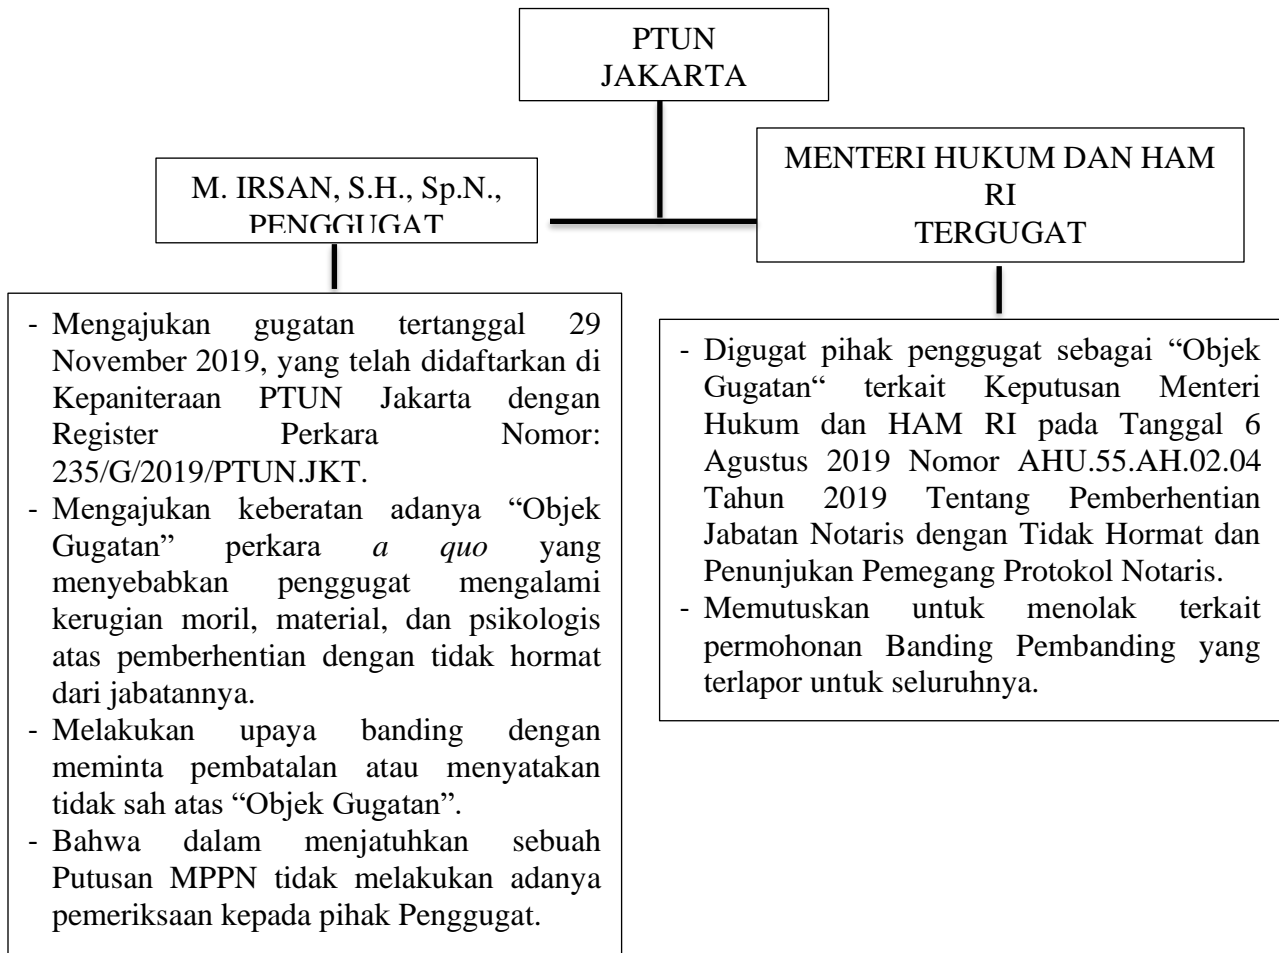 PTUN
JAKARTA
M. IRSAN, S.H., Sp.N.,
PENGGUGAT
MENTERI HUKUM DAN HAM
RI
TERGUGAT
- Mengajukan gugatan tertanggal 29
November 2019, yang telah didaftarkan di
Kepaniteraan PTUN Jakarta dengan
Register Perkara Nomor:
235/G/2019/PTUN.JKT.
- Mengajukan keberatan adanya “Objek
Gugatan” perkara a quo yang
menyebabkan penggugat mengalami
kerugian moril, material, dan psikologis
atas pemberhentian dengan tidak hormat
dari jabatannya.
- Melakukan upaya banding dengan
meminta pembatalan atau menyatakan
tidak sah atas “Objek Gugatan”.
- Bahwa dalam menjatuhkan sebuah
Putusan MPPN tidak melakukan adanya
pemeriksaan kepada pihak Penggugat.
- Digugat pihak penggugat sebagai “Objek
Gugatan“ terkait Keputusan Menteri
Hukum dan HAM RI pada Tanggal 6
Agustus 2019 Nomor AHU.55.AH.02.04
Tahun 2019 Tentang Pemberhentian
Jabatan Notaris dengan Tidak Hormat dan
Penunjukan Pemegang Protokol Notaris.
- Memutuskan untuk menolak terkait
permohonan Banding Pembanding yang
terlapor untuk seluruhnya.